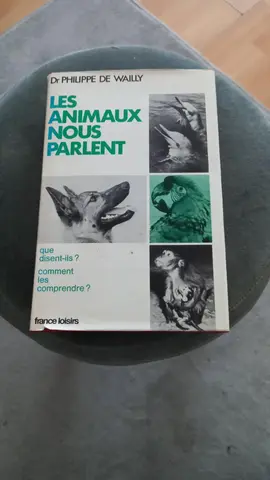 Dr PHILIPPE DE WAILLY
LES
ANIMAUX
NOUS
PARLENT
que
disent-ils ?
comment
les
comprendre ?
france loisirs